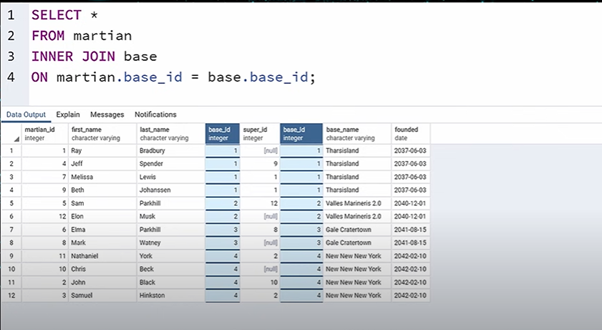 1 SELECT *
2 FROM martian
3 INNER JOIN base
4 ON martian.base_id = base.base_id;
Data Output Explain Messages Notifications
martian_id first_name last_name base_id super_id base_id base_name founded
integer character varying character varying integer integer integer character varying date
1 1 Ray Bradbury 1 [null] 1 Tharsisland 2037-06-03
2 4 Jeff Spender 1 9 1 Tharsisland 2037-06-03
3 7 Melissa Lewis 1 1 1 Tharsisland 2037-06-03
4 9 Beth Johanssen 1 1 1 Tharsisland 2037-06-03
5 5 Sam Parkhill 2 12 2 Valles Marineris 2.0 2040-12-01
6 12 Elon Musk 2 [null] 2 Valles Marineris 2.0 2040-12-01
7 6 Elma Parkhill 3 8 3 Gale Cratertown 2041-08-15
8 8 Mark Watney 3 [null] 3 Gale Cratertown 2041-08-15
9 11 Nathaniel York 4 2 4 New New New York 2042-02-10
10 10 Chris Beck 4 [null] 4 New New New York 2042-02-10
11 2 John Black 4 10 4 New New New York 2042-02-10
12 3 Samuel Hinkston 4 2 4 New New New York 2042-02-10